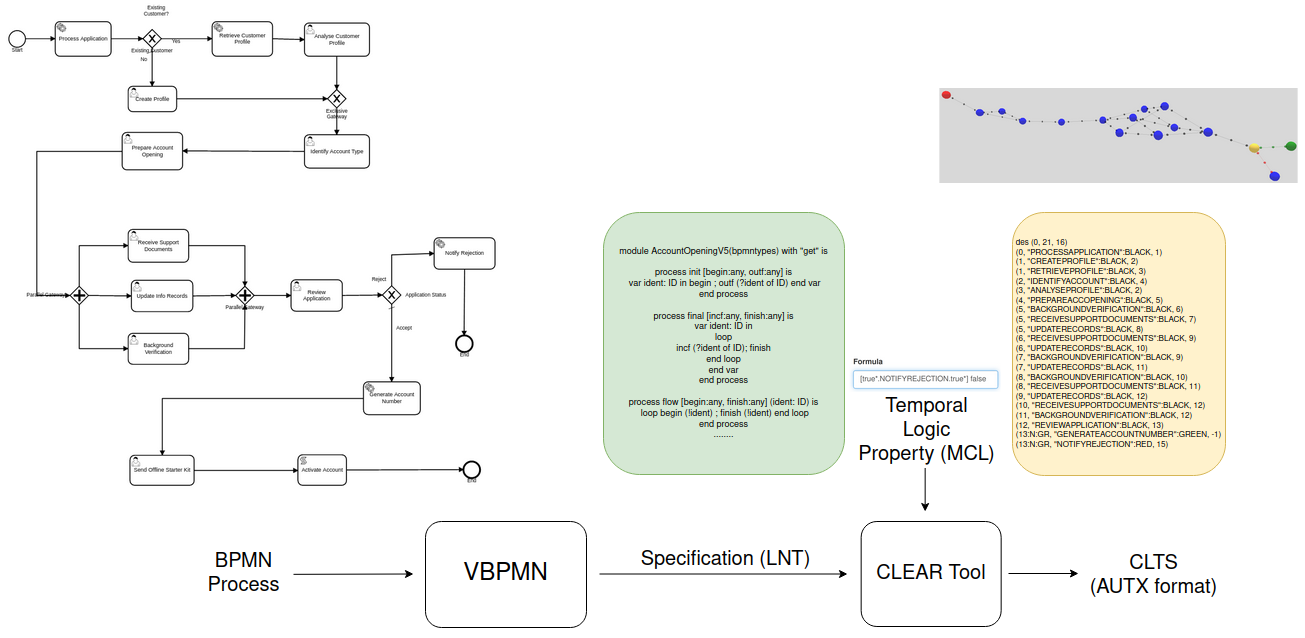 Existing
Customer?
Start
Process Application
Existing Customer
Yes
No
Retrieve Customer
Profile
Analyse Customer
Profile
Create Profile
Exclusive
Gateway
Prepare Account
Opening
Identify Account Type
Receive Support
Documents
Parallel Gateway
Update Info Records
Parallel Gateway
Background
Verification
Review
Application
Reject
Application Status
Accept
Notify Rejection
End
Generate Account
Number
Send Offline Starter Kit
Activate Account
End
module AccountOpeningV5(bpmntypes) with "get" is
process init [begin:any, outf:any] is
var ident: ID in begin ; outf (?ident of ID) end var
end process
process final [incf:any, finish:any] is
var ident: ID in
loop
incf (?ident of ID); finish
end loop
end var
end process
process flow [begin:any, finish:any] (ident: ID) is
loop begin (!ident) ; finish (!ident) end loop
end process
........
Formula
[true*.NOTIFYREJECTION.true*] false
Temporal
Logic
Property (MCL)
des (0, 21, 16)
(0, "PROCESSAPPLICATION":BLACK, 1)
(1, "CREATEPROFILE":BLACK, 2)
(1, "RETRIEVEPROFILE":BLACK, 3)
(2, "IDENTIFYACCOUNT":BLACK, 4)
(3, "ANALYSEPROFILE":BLACK, 2)
(4, "PREPAREACCOPENING":BLACK, 5)
(5, "BACKGROUNDVERIFICATION":BLACK, 6)
(5, "RECEIVESUPPORTDOCUMENTS":BLACK, 7)
(5, "UPDATERECORDS":BLACK, 8)
(6, "RECEIVESUPPORTDOCUMENTS":BLACK, 9)
(6, "UPDATERECORDS":BLACK, 10)
(7, "BACKGROUNDVERIFICATION":BLACK, 9)
(7, "UPDATERECORDS":BLACK, 11)
(8, "BACKGROUNDVERIFICATION":BLACK, 10)
(8, "RECEIVESUPPORTDOCUMENTS":BLACK, 11)
(9, "UPDATERECORDS":BLACK, 12)
(10, "RECEIVESUPPORTDOCUMENTS":BLACK, 12)
(11, "BACKGROUNDVERIFICATION":BLACK, 12)
(12, "REVIEWAPPLICATION":BLACK, 13)
(13:N:GR, "GENERATEACCOUNTNUMBER":GREEN, -1)
(13:N:GR, "NOTIFYREJECTION":RED, 15)
BPMN
Process
VBPMN
Specification (LNT)
CLEAR Tool
CLTS
(AUTX format)